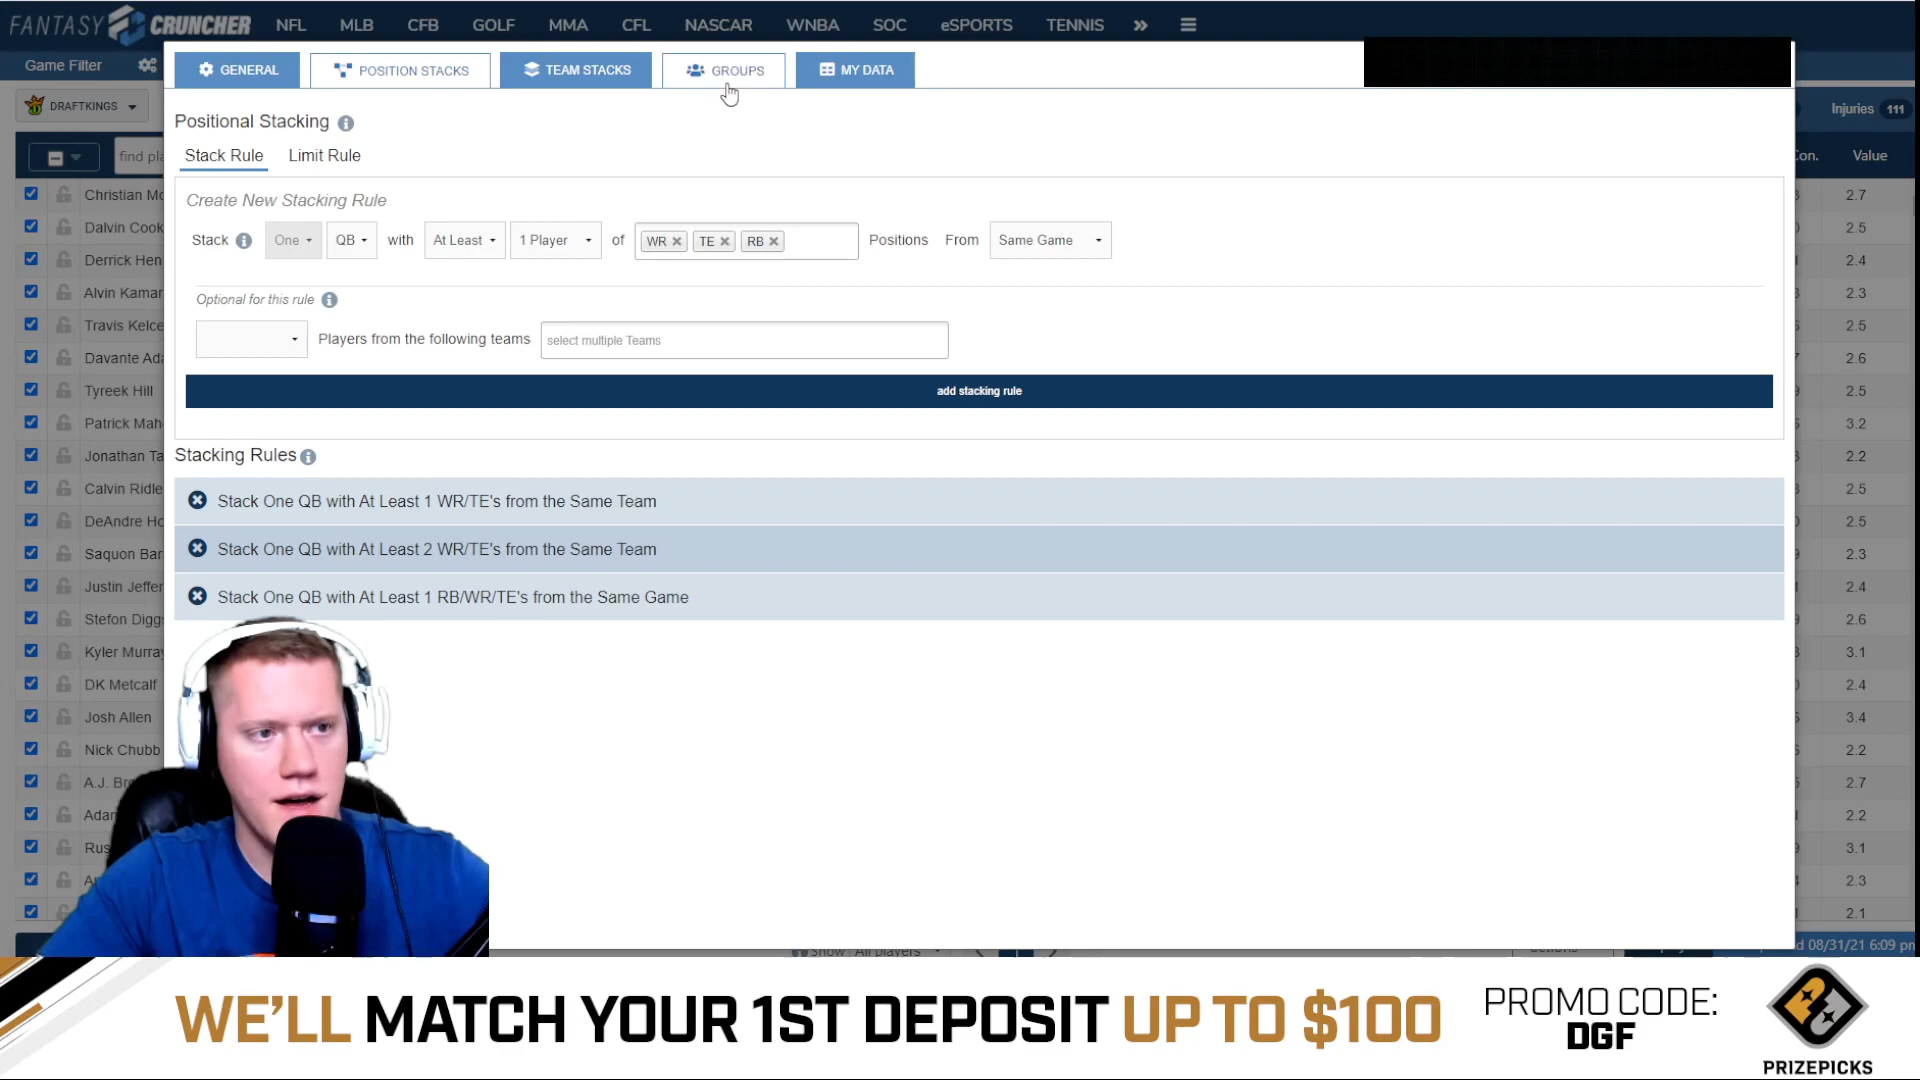 FANTASY CRUNCHER NFL MLB CFB GOLF MMA CFL NASCAR WNBA SOC eSPORTS TENNIS
Game Filter
GENERAL POSITION STACKS TEAM STACKS GROUPS MY DATA
DRAFTKINGS
Injuries 111
Positional Stacking
Stack Rule Limit Rule
find pla
Con. Value
Create New Stacking Rule
Stack One QB with At Least 1 Player of WR TE RB Positions From Same Game
Optional for this rule
Players from the following teams select multiple Teams
add stacking rule
Stacking Rules
Stack One QB with At Least 1 WR/TE's from the Same Team
Stack One QB with At Least 2 WR/TE's from the Same Team
Stack One QB with At Least 1 RB/WR/TE's from the Same Game
Christian Mc 2.7
Dalvin Cook 2.5
Derrick Hen 2.4
Alvin Kamar 2.3
Travis Kelce 2.5
Davante Ada 2.6
Tyreek Hill 2.5
Patrick Mah 3.2
Jonathan Ta 2.2
Calvin Ridle 2.5
DeAndre Ho 2.5
Saquon Bar 2.3
Justin Jeffer 2.4
Stefon Digg 2.6
Kyler Murray 3.1
DK Metcalf 2.4
Josh Allen 3.4
Nick Chubb 2.2
A.J. Bro 2.7
Adam 2.2
Rus 3.1
2.3
2.1
Show All players
08/31/21 6:09 pm
WE'LL MATCH YOUR 1ST DEPOSIT UP TO $100
PROMO CODE:
DGF
PRIZEPICKS